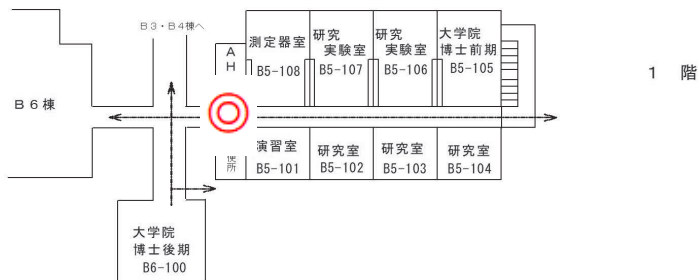 B3・B4棟へ
A
H
測定器室
B5-108
研究
実験室
B5-107
研究
実験室
B5-106
大学院
博士前期
B5-105
1 階
B6棟
便所
演習室
B5-101
研究室
B5-102
研究室
B5-103
研究室
B5-104
大学院
博士後期
B6-100